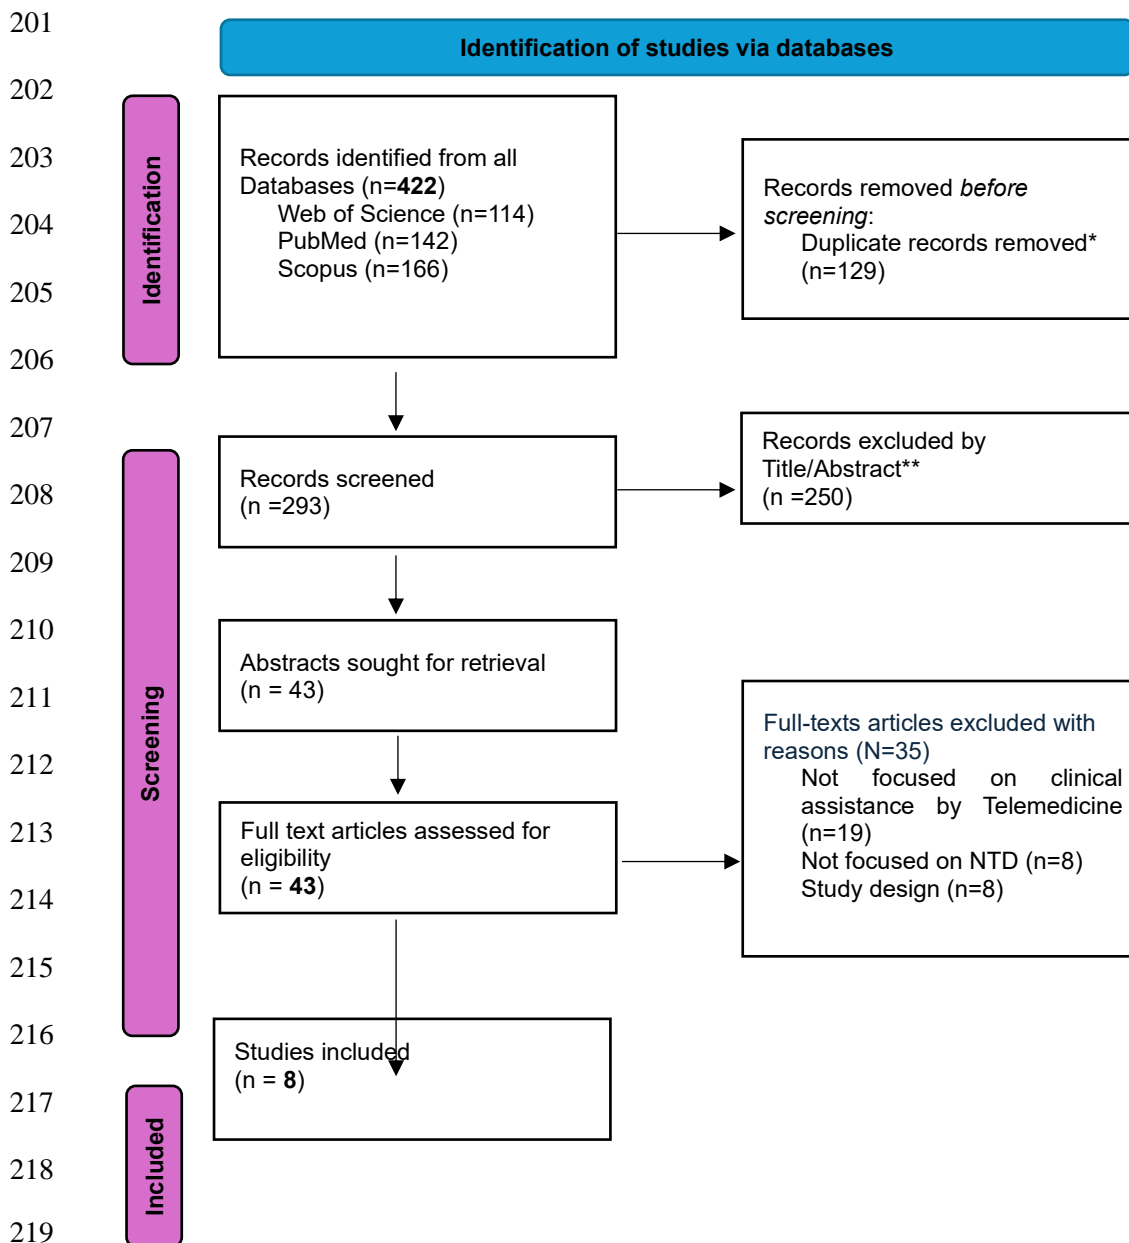 201
Identification of studies via databases
202
Identification
203
Records identified from all
Databases (n=422)
Web of Science (n=114)
PubMed (n=142)
Scopus (n=166)
Records removed before
screening:
Duplicate records removed*
(n=129)
204
205
206
207
Screening
208
Records screened
(n =293)
Records excluded by
Title/Abstract**
(n =250)
209
210
Abstracts sought for retrieval
(n = 43)
211
212
Full text articles assessed for
eligibility
(n = 43)
Full-texts articles excluded with
reasons (N=35)
Not focused on clinical
assistance by Telemedicine
(n=19)
Not focused on NTD (n=8)
Study design (n=8)
213
214
215
216
Studies included
(n = 8)
217
Included
218
219